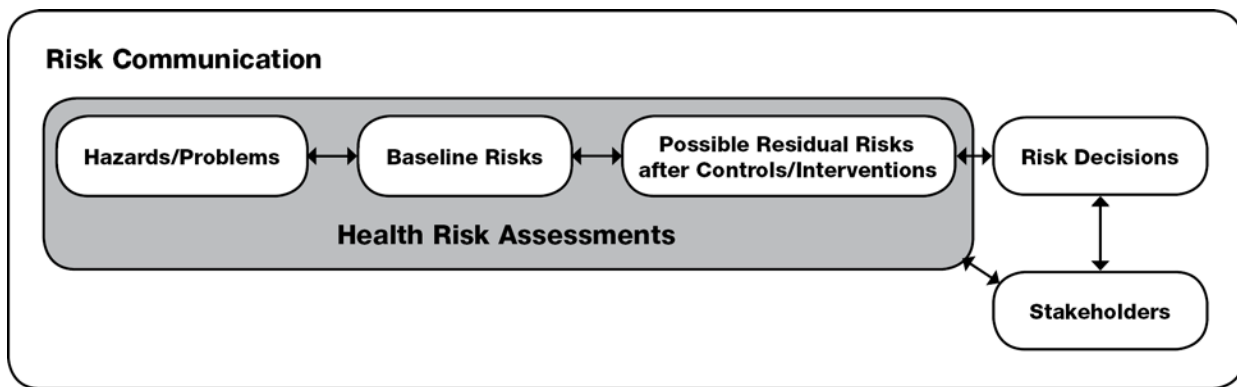 Risk Communication
Hazards/Problems
Baseline Risks
Possible Residual Risks
after Controls/Interventions
Risk Decisions
Health Risk Assessments
Stakeholders